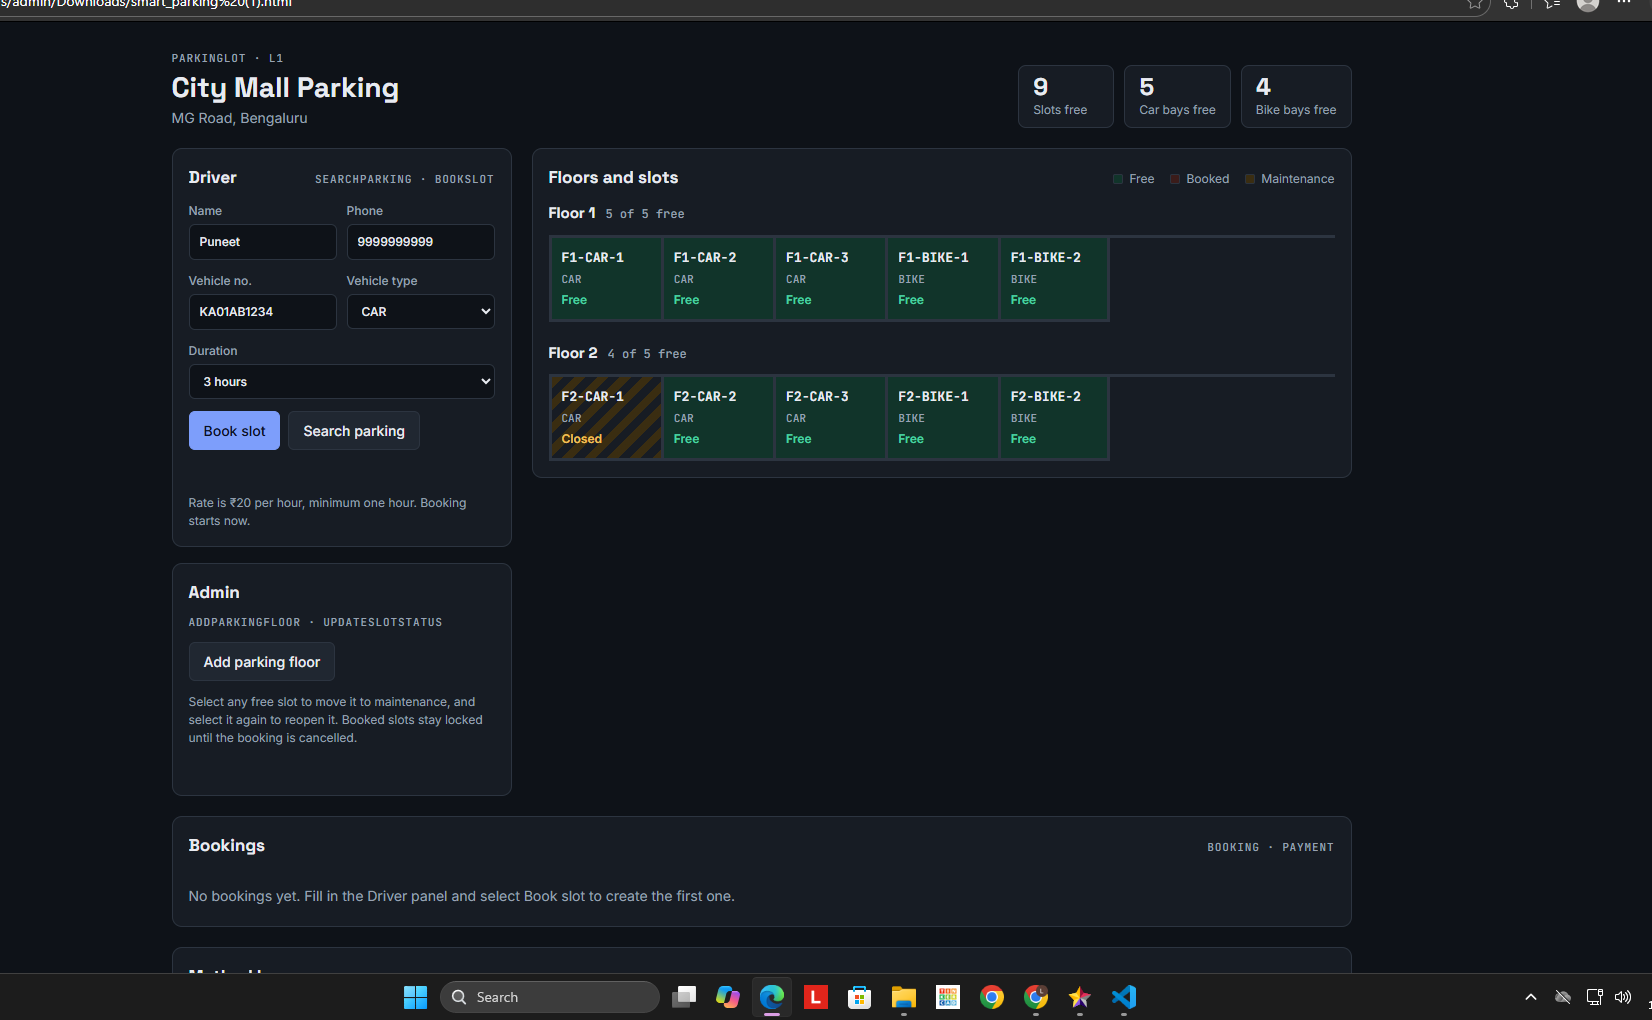 s/admin/Downloads/smart_parking%20(1).html
PARKINGLOT · L1
City Mall Parking
MG Road, Bengaluru
9
Slots free
5
Car bays free
4
Bike bays free
Driver
SEARCHPARKING · BOOKSLOT
Name
Phone
Puneet
9999999999
Vehicle no.
Vehicle type
KA01AB1234
CAR
Duration
3 hours
Book slot
Search parking
Rate is ₹20 per hour, minimum one hour. Booking
starts now.
Floors and slots
Free
Booked
Maintenance
Floor 1 5 of 5 free
F1-CAR-1
CAR
Free
F1-CAR-2
CAR
Free
F1-CAR-3
CAR
Free
F1-BIKE-1
BIKE
Free
F1-BIKE-2
BIKE
Free
Floor 2 4 of 5 free
F2-CAR-1
CAR
Closed
F2-CAR-2
CAR
Free
F2-CAR-3
CAR
Free
F2-BIKE-1
BIKE
Free
F2-BIKE-2
BIKE
Free
Admin
ADDPARKINGFLOOR · UPDATESLOTSTATUS
Add parking floor
Select any free slot to move it to maintenance, and
select it again to reopen it. Booked slots stay locked
until the booking is cancelled.
Bookings
BOOKING · PAYMENT
No bookings yet. Fill in the Driver panel and select Book slot to create the first one.
Search
L